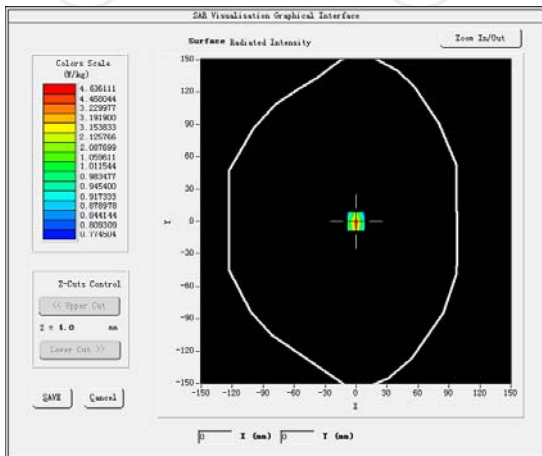 SAR Visualisation Graphical Interface
Surface Radiated Intensity
Zoom In/Out
Colors Scale
(W/kg)
4.636111
4.460044
3.229977
3.191900
3.153833
2.125766
2.087699
1.059611
1.011544
0.983477
0.945400
0.917333
0.878978
0.844144
0.809309
0.774504
Z-Cuts Control
<< Upper Cut
Z = 4.0 mm
Lower Cut >>
SAVE
Cancel
150
120
90
60
30
0
-30
-60
-90
-120
-150
Y
-150 -120 -90 -60 -30 0 30 60 90 120 150
X
0 X (mm) 0 Y (mm)